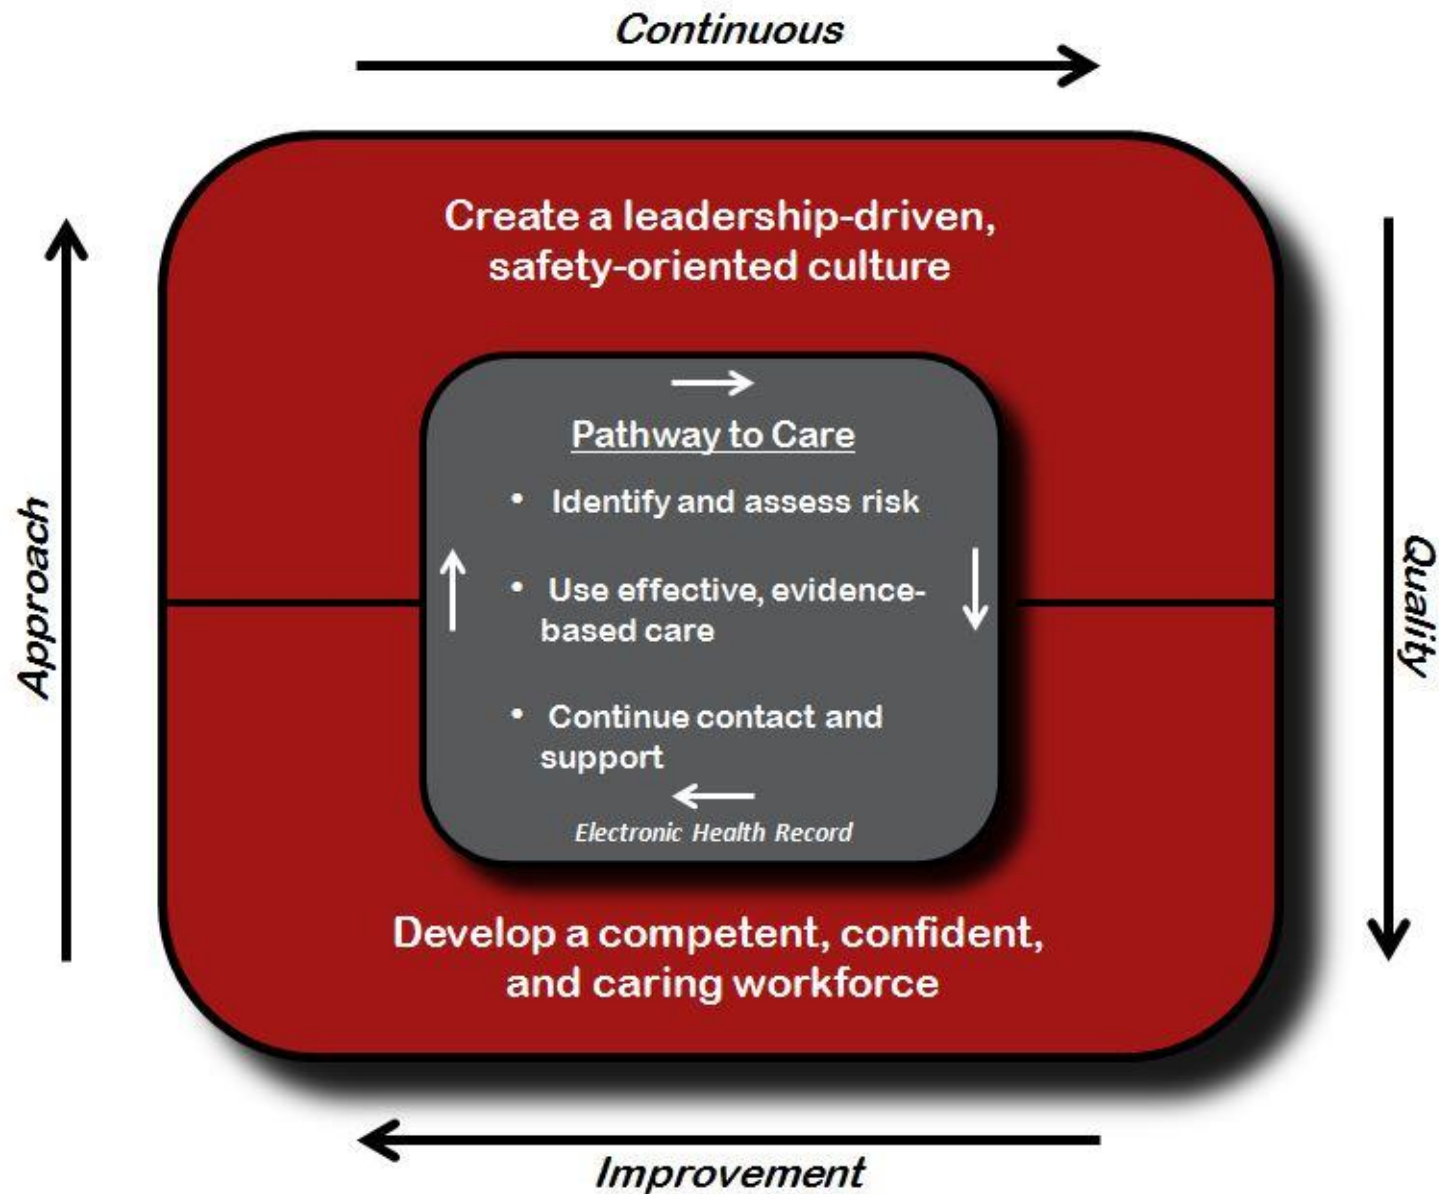 Continuous
Create a leadership-driven,
safety-oriented culture
Approach
Quality
Pathway to Care
• Identify and assess risk
• Use effective, evidence-
based care
• Continue contact and
support
Electronic Health Record
Develop a competent, confident,
and caring workforce
Improvement